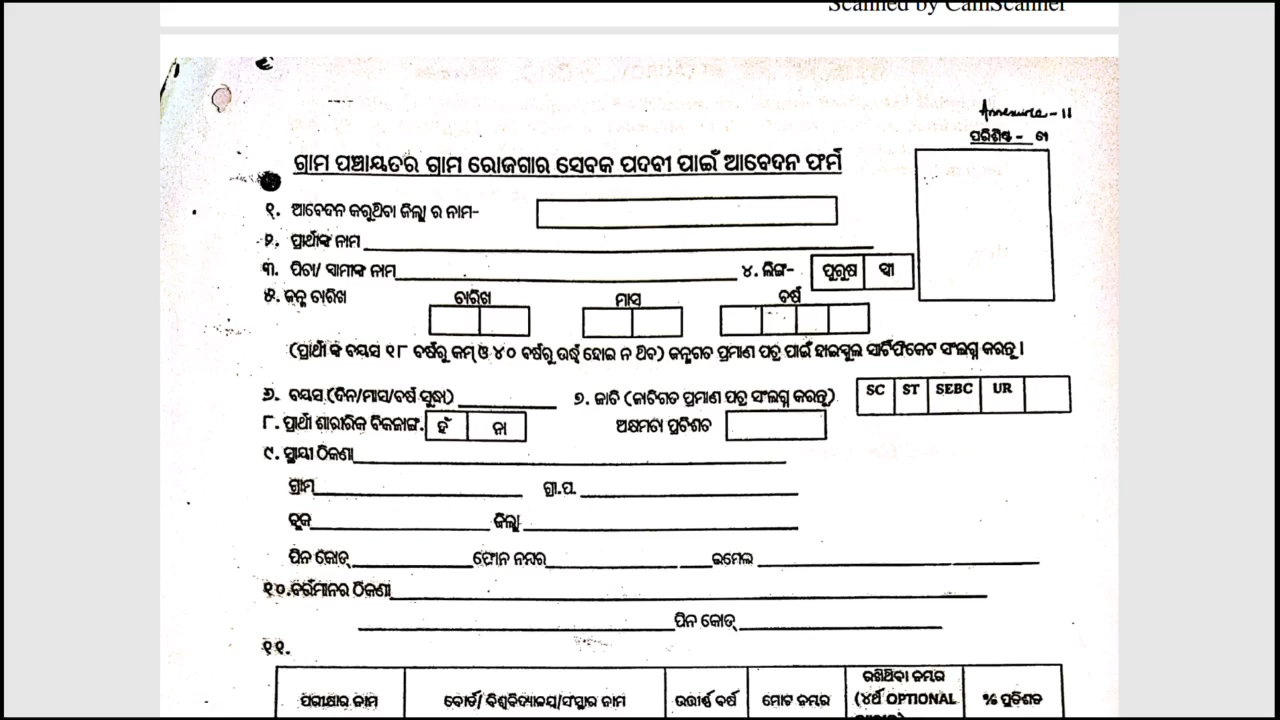 Scanned by CamScanner
Annexure - II
ପରିଶିଷ୍ଟ - ୩
ଗ୍ରାମ ପଞ୍ଚାୟତର ଗ୍ରାମ ରୋଜଗାର ସେବକ ପଦବୀ ପାଇଁ ଆବେଦନ ଫର୍ମ
୧. ଆବେଦନ କରୁଥିବା ଜିଲ୍ଲା ର ନାମ-
୨. ପ୍ରାର୍ଥୀଙ୍କ ନାମ
୩. ପିତା/ ସ୍ୱାମୀଙ୍କ ନାମ ୪. ଲିଙ୍ଗ- ପୁରୁଷ ସ୍ତ୍ରୀ
୫. ଜନ୍ମ ତାରିଖ ତାରିଖ ମାସ ବର୍ଷ
(ପ୍ରାର୍ଥୀଙ୍କ ବୟସ ୧୮ ବର୍ଷରୁ କମ୍ ଓ ୪୦ ବର୍ଷରୁ ଉର୍ଦ୍ଧ୍ୱ ହୋଇ ନ ଥିବ) ଜନ୍ମଗତ ପ୍ରମାଣ ପତ୍ର ପାଇଁ ହାଇସ୍କୁଲ ସାର୍ଟିଫିକେଟ ସଂଲଗ୍ନ କରନ୍ତୁ ।
୬. ବୟସ (ଦିନ/ମାସ/ବର୍ଷ ସୁଦ୍ଧା) ୭. ଜାତି (ଜାତିଗତ ପ୍ରମାଣ ପତ୍ର ସଂଲଗ୍ନ କରନ୍ତୁ) SC ST SEBC UR
୮. ପ୍ରାର୍ଥୀ ଶାରୀରିକ ବିକଳାଙ୍ଗ. ହଁ ନା ଅକ୍ଷମତା ପ୍ରତିଶତ
୯. ସ୍ଥାୟୀ ଠିକଣା
ଗ୍ରାମ ଗ୍ରା.ପ.
ବ୍ଲକ ଜିଲ୍ଲା
ପିନ କୋଡ୍ ଫୋନ ନମ୍ବର ଇମେଲ
୧୦.ବର୍ତ୍ତମାନର ଠିକଣା
ପିନ କୋଡ୍
୧୧.
ପରୀକ୍ଷାର ନାମ ବୋର୍ଡ/ ବିଶ୍ୱବିଦ୍ୟାଳୟ/ସଂସ୍ଥାର ନାମ ଉତ୍ତୀର୍ଣ୍ଣ ବର୍ଷ ମୋଟ ନମ୍ବର ରଖିଥିବା ନମ୍ବର (୪ର୍ଥ OPTIONAL % ପ୍ରତିଶତ